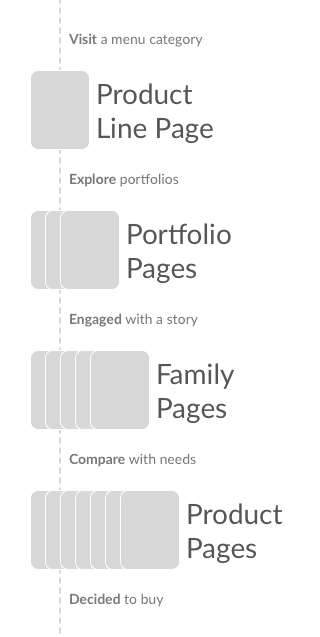 Visit a menu category
Product
Line Page
Explore portfolios
Portfolio
Pages
Engaged with a story
Family
Pages
Compare with needs
Product
Pages
Decided to buy